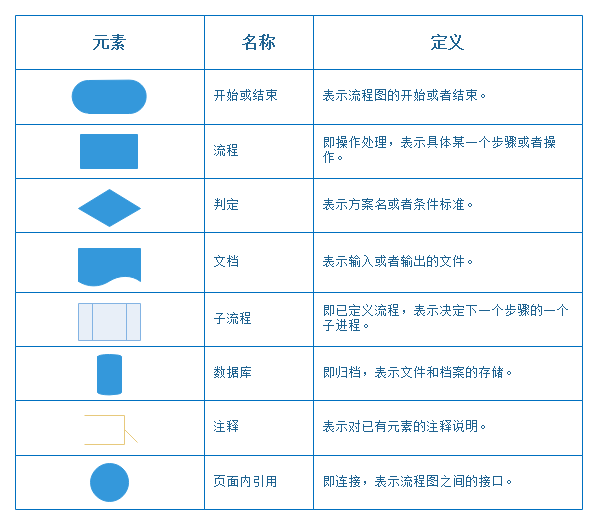 元素 名称 定义
开始或结束 表示流程图的开始或者结束。
流程 即操作处理，表示具体某一个步骤或者操
作。
判定 表示方案名或者条件标准。
文档 表示输入或者输出的文件。
子流程 即已定义流程，表示决定下一个步骤的一个
子进程。
数据库 即归档，表示文件和档案的存储。
注释 表示对已有元素的注释说明。
页面内引用 即连接，表示流程图之间的接口。